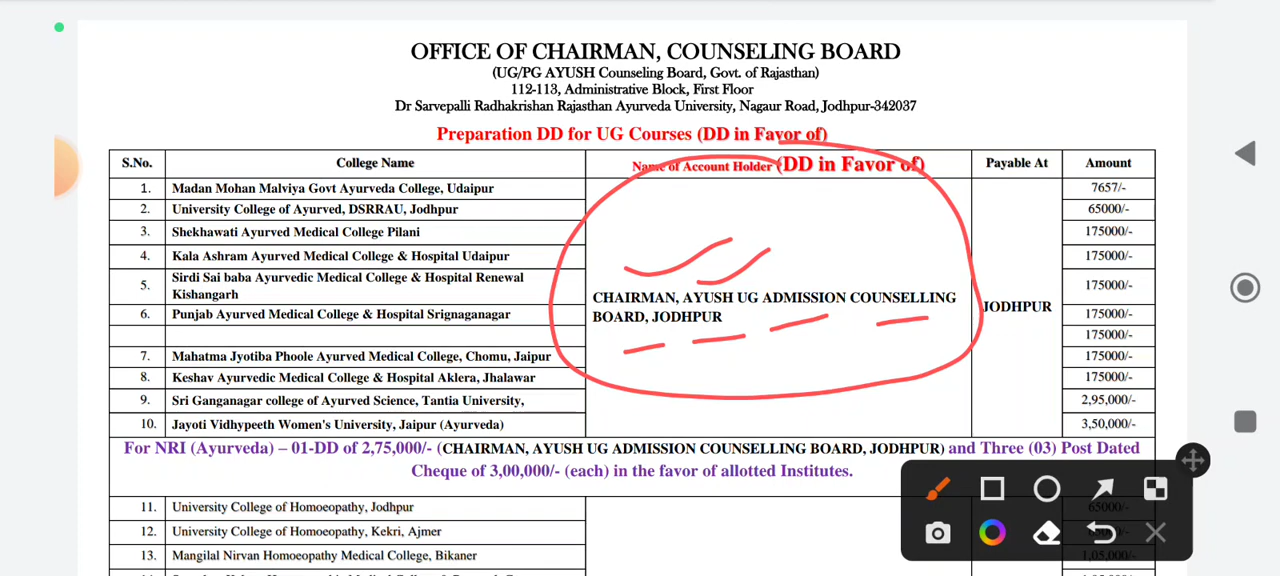 OFFICE OF CHAIRMAN, COUNSELING BOARD
(UG/PG AYUSH Counseling Board, Govt. of Rajasthan)
112-113, Administrative Block, First Floor
Dr Sarvepalli Radhakrishan Rajasthan Ayurveda University, Nagaur Road, Jodhpur-342037
Preparation DD for UG Courses (DD in Favor of)
S.No. College Name Name of Account Holder (DD in Favor of) Payable At Amount
1. Madan Mohan Malviya Govt Ayurveda College, Udaipur 7657/-
2. University College of Ayurved, DSRRAU, Jodhpur 65000/-
3. Shekhawati Ayurved Medical College Pilani 175000/-
4. Kala Ashram Ayurved Medical College & Hospital Udaipur 175000/-
5. Sirdi Sai baba Ayurvedic Medical College & Hospital Renewal
Kishangarh 175000/-
CHAIRMAN, AYUSH UG ADMISSION COUNSELLING
BOARD, JODHPUR
JODHPUR
6. Punjab Ayurved Medical College & Hospital Srignaganagar 175000/-
175000/-
7. Mahatma Jyotiba Phoole Ayurved Medical College, Chomu, Jaipur 175000/-
8. Keshav Ayurvedic Medical College & Hospital Aklera, Jhalawar 175000/-
9. Sri Ganganagar college of Ayurved Science, Tantia University, 2,95,000/-
10. Jayoti Vidhypeeth Women's University, Jaipur (Ayurveda) 3,50,000/-
For NRI (Ayurveda) – 01-DD of 2,75,000/- (CHAIRMAN, AYUSH UG ADMISSION COUNSELLING BOARD, JODHPUR) and Three (03) Post Dated
Cheque of 3,00,000/- (each) in the favor of allotted Institutes.
11. University College of Homoeopathy, Jodhpur 65000/-
12. University College of Homoeopathy, Kekri, Ajmer
13. Mangilal Nirvan Homoeopathy Medical College, Bikaner 1,05,000/-